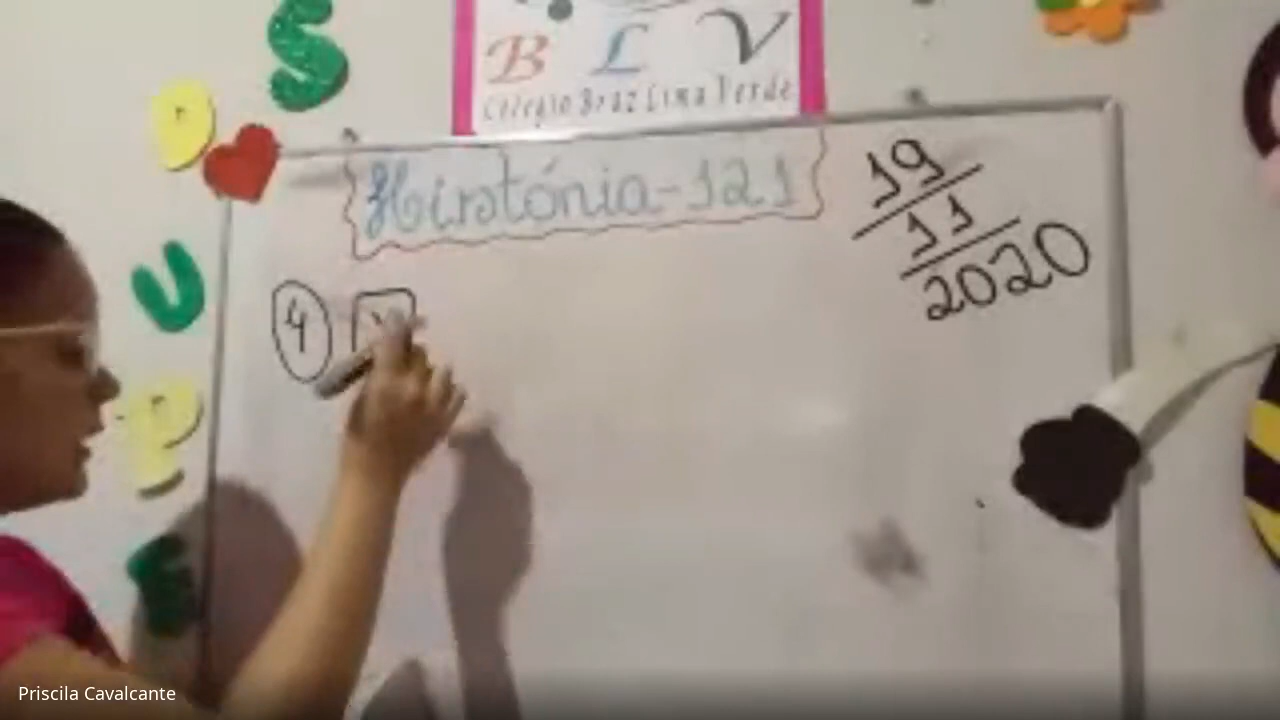 S
U
P
E
B L V
Colégio Braz Lima Verde
História-121
19
11
2020
4
Priscila Cavalcante